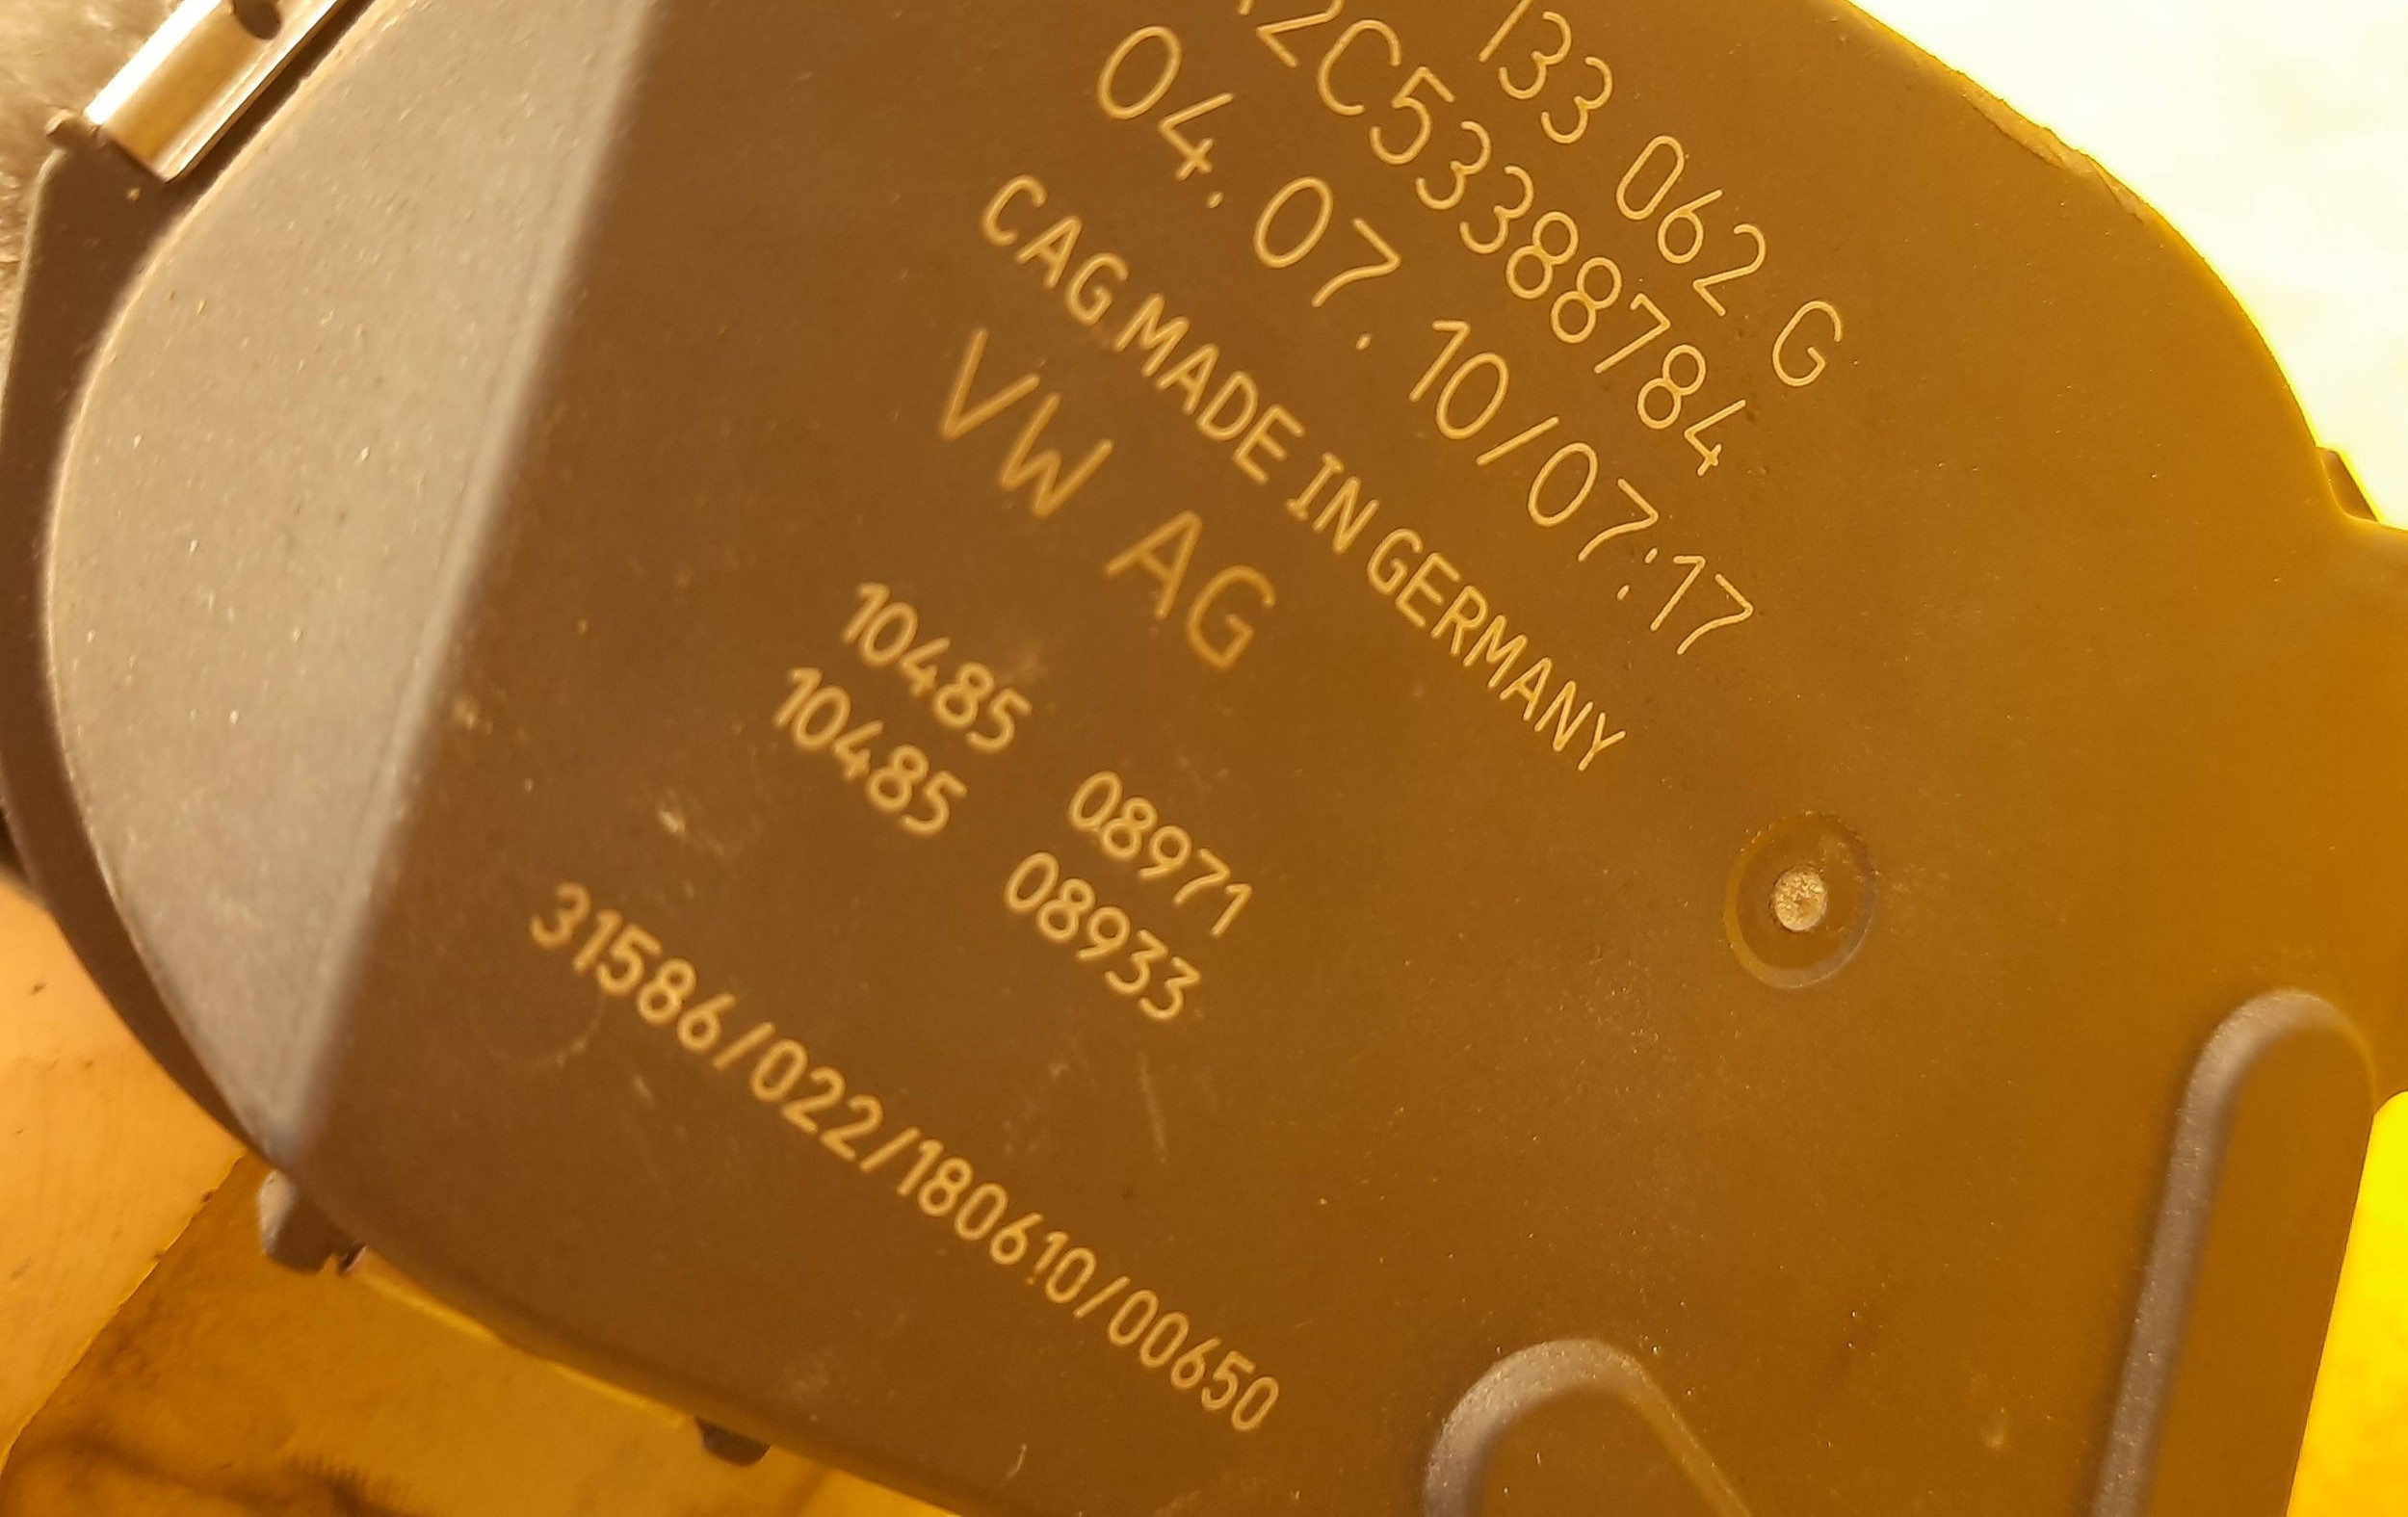 133 062 G
A2C53388784
04.07.10/07:17
CAG MADE IN GERMANY
VW AG
10485 08971
10485 08933
31586/022/180610/00650